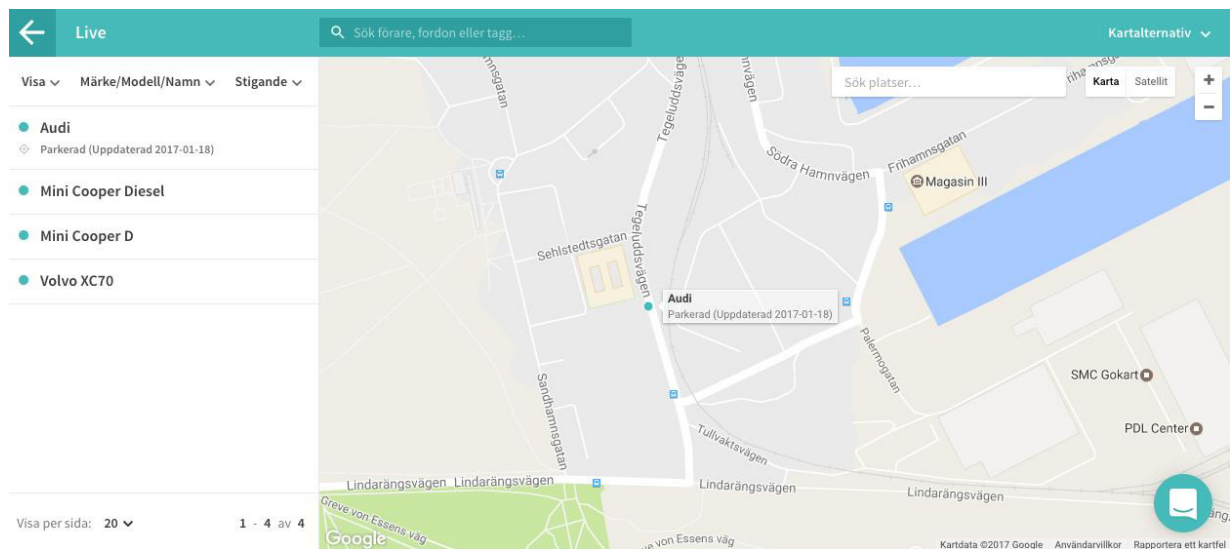 Live
Sök förare, fordon eller tagg...
Kartalternativ
Visa
Märke/Modell/Namn
Stigande
Audi
Parkerad (Uppdaterad 2017-01-18)
Mini Cooper Diesel
Mini Cooper D
Volvo XC70
Visa per sida: 20
1 - 4 av 4
Sök platser...
Karta
Satellit
+
−
Tegeluddsvägen
Södra Hamnvägen
Frihamnsgatan
Magasin III
Sehlstedtsgatan
Tegeluddsvägen
Audi
Parkerad (Uppdaterad 2017-01-18)
Palermogatan
SMC Gokart
PDL Center
Sandhamnsgatan
Tullvaktsvägen
Lindarängsvägen
Lindarängsvägen
Lindarängsvägen
Lindarängsvägen
Greve von Essens väg
von Essens väg
Google
Kartdata ©2017 Google
Användarvillkor
Rapportera ett kartfel